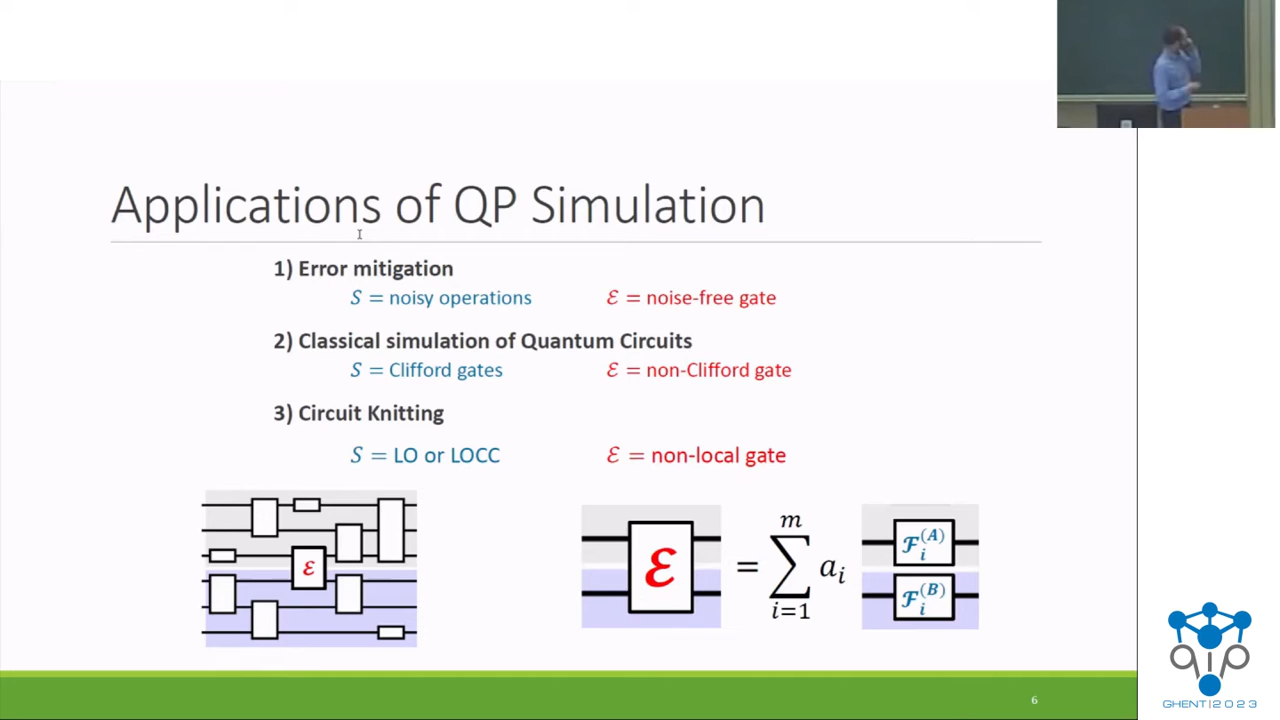 Applications of QP Simulation
1) Error mitigation
S = noisy operations
ℰ = noise-free gate
2) Classical simulation of Quantum Circuits
S = Clifford gates
ℰ = non-Clifford gate
3) Circuit Knitting
S = LO or LOCC
ℰ = non-local gate
ℰ
ℰ = ∑_{i=1}^{m} a_i ℱ_i^{(A)} ℱ_i^{(B)}
6
qip
GHENT|2023